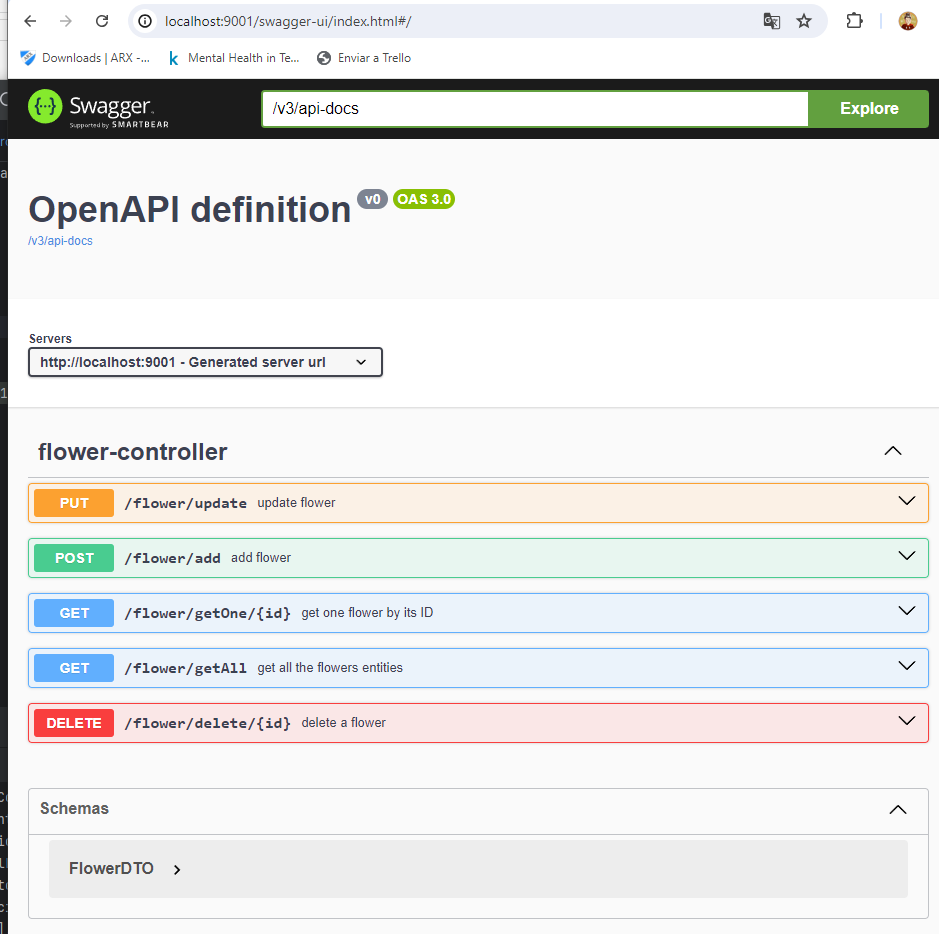 localhost:9001/swagger-ui/index.html#/
Downloads | ARX -...
Mental Health in Te...
Enviar a Trello
Swagger.
Supported by SMARTBEAR
/v3/api-docs
Explore
OpenAPI definition v0 OAS 3.0
/v3/api-docs
Servers
http://localhost:9001 - Generated server url
flower-controller
PUT /flower/update update flower
POST /flower/add add flower
GET /flower/getOne/{id} get one flower by its ID
GET /flower/getAll get all the flowers entities
DELETE /flower/delete/{id} delete a flower
Schemas
FlowerDTO